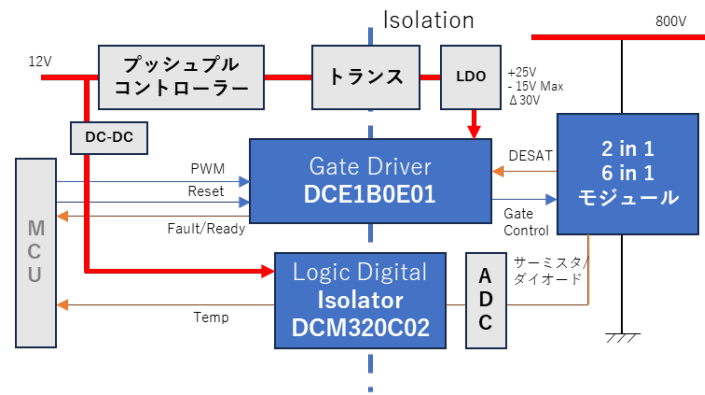 Isolation
800V
12V
プッシュプル
コントローラー
トランス
LDO
+25V
- 15V Max
Δ30V
DC-DC
MCU
PWM
Reset
Fault/Ready
Gate Driver
DCE1B0E01
DESAT
Gate
Control
2 in 1
6 in 1
モジュール
Logic Digital
Isolator
DCM320C02
ADC
サーミスタ/
ダイオード
Temp